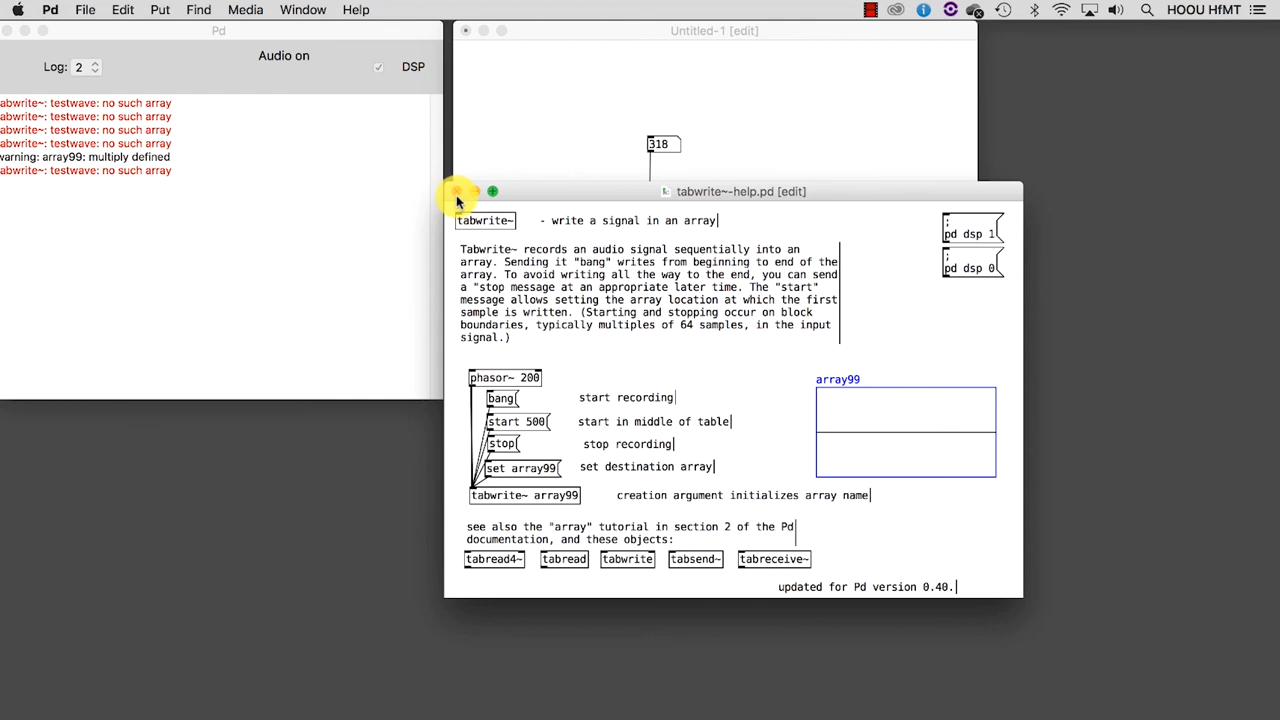 Pd File Edit Put Find Media Window Help
HOOU HfMT
Pd
Audio on
Log: 2
DSP
abwrite~: testwave: no such array
abwrite~: testwave: no such array
abwrite~: testwave: no such array
abwrite~: testwave: no such array
warning: array99: multiply defined
abwrite~: testwave: no such array
Untitled-1 [edit]
318
tabwrite~-help.pd [edit]
tabwrite~ - write a signal in an array
;
pd dsp 1
;
pd dsp 0
Tabwrite~ records an audio signal sequentially into an
array. Sending it "bang" writes from beginning to end of the
array. To avoid writing all the way to the end, you can send
a "stop message at an appropriate later time. The "start"
message allows setting the array location at which the first
sample is written. (Starting and stopping occur on block
boundaries, typically multiples of 64 samples, in the input
signal.)
phasor~ 200
bang start recording
start 500 start in middle of table
stop stop recording
set array99 set destination array
tabwrite~ array99 creation argument initializes array name
array99
see also the "array" tutorial in section 2 of the Pd
documentation, and these objects:
tabread4~ tabread tabwrite tabsend~ tabreceive~
updated for Pd version 0.40.